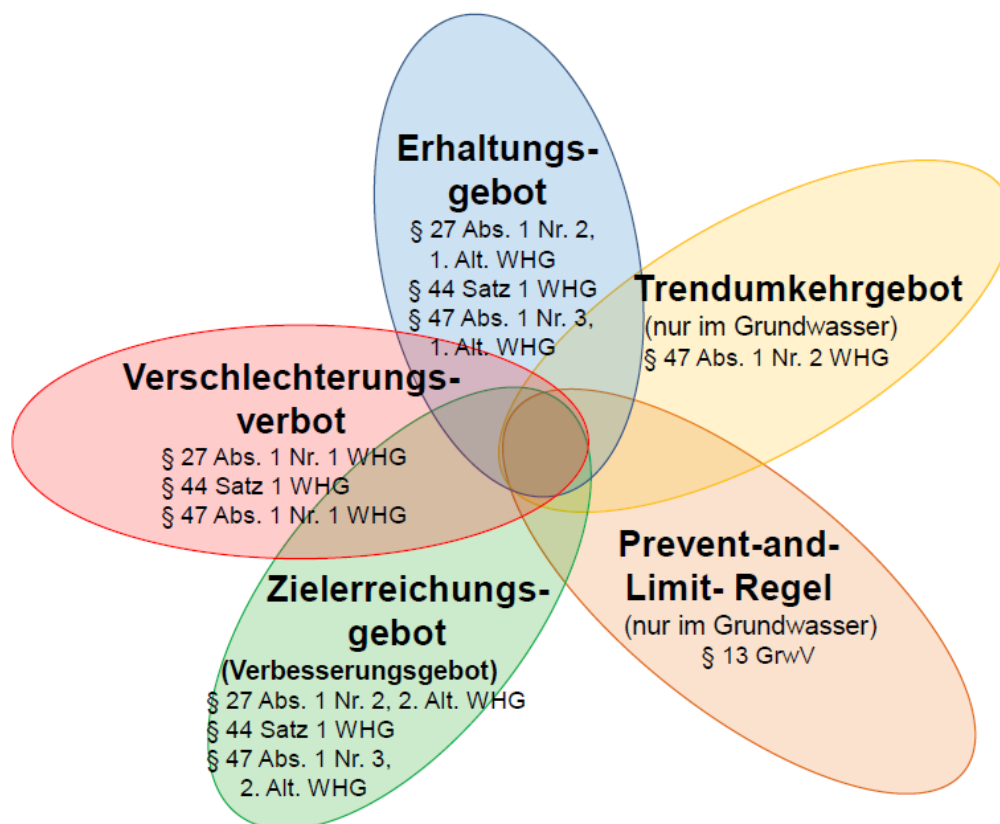 Erhaltungs-
gebot
§ 27 Abs. 1 Nr. 2,
1. Alt. WHG
§ 44 Satz 1 WHG
§ 47 Abs. 1 Nr. 3,
1. Alt. WHG
Trendumkehrgebot
(nur im Grundwasser)
§ 47 Abs. 1 Nr. 2 WHG
Verschlechterungs-
verbot
§ 27 Abs. 1 Nr. 1 WHG
§ 44 Satz 1 WHG
§ 47 Abs. 1 Nr. 1 WHG
Prevent-and-
Limit- Regel
(nur im Grundwasser)
§ 13 GrwV
Zielerreichungs-
gebot
(Verbesserungsgebot)
§ 27 Abs. 1 Nr. 2, 2. Alt. WHG
§ 44 Satz 1 WHG
§ 47 Abs. 1 Nr. 3,
2. Alt. WHG